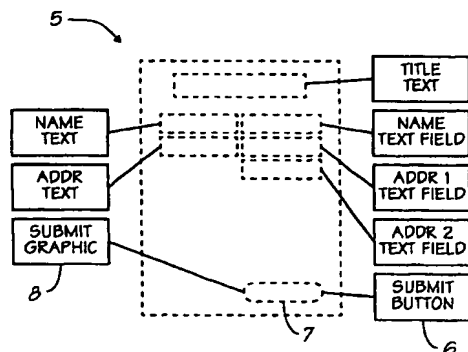 5
TITLE
TEXT
NAME
TEXT
NAME
TEXT FIELD
ADDR
TEXT
ADDR 1
TEXT FIELD
SUBMIT
GRAPHIC
ADDR 2
TEXT FIELD
8
SUBMIT
BUTTON
7
6